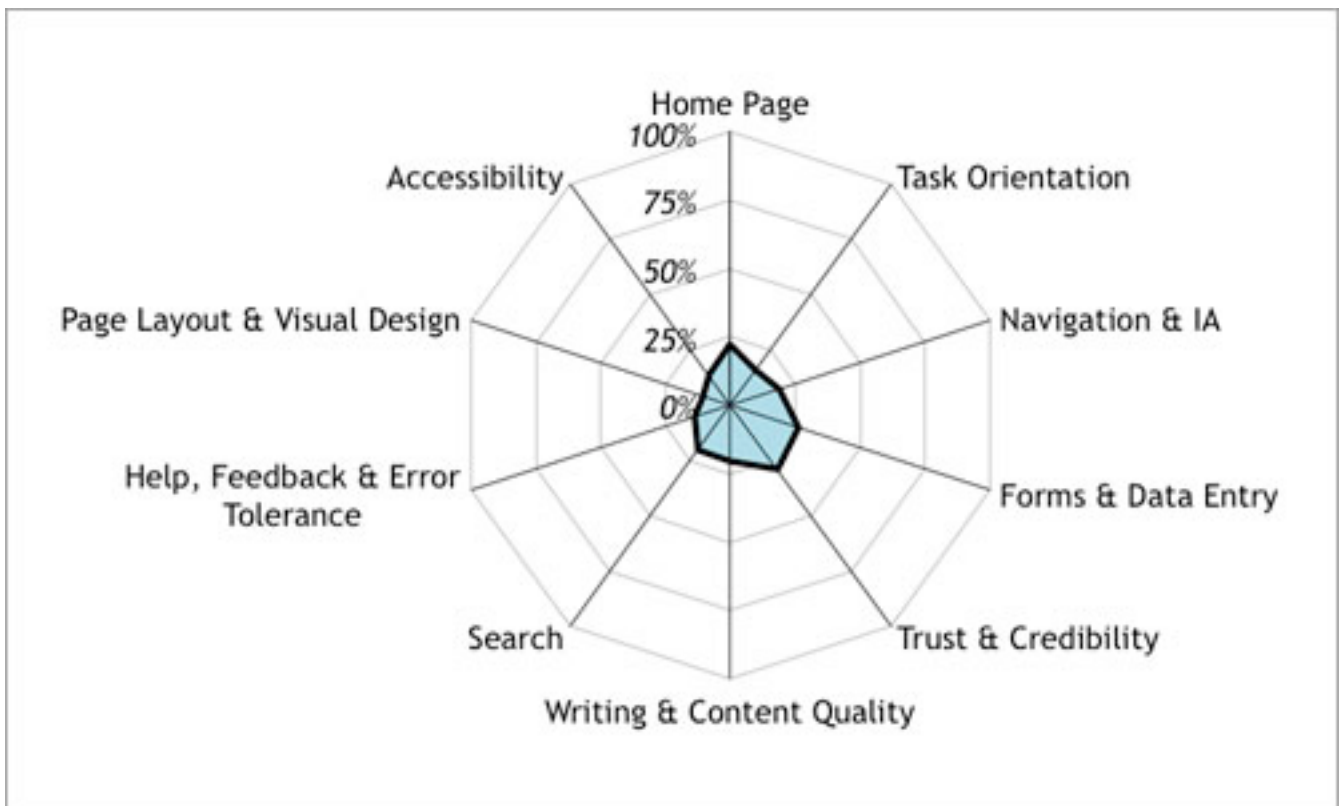 Home Page
100%
Accessibility
Task Orientation
75%
50%
Page Layout & Visual Design
Navigation & IA
25%
0%
Help, Feedback & Error
Tolerance
Forms & Data Entry
Search
Trust & Credibility
Writing & Content Quality